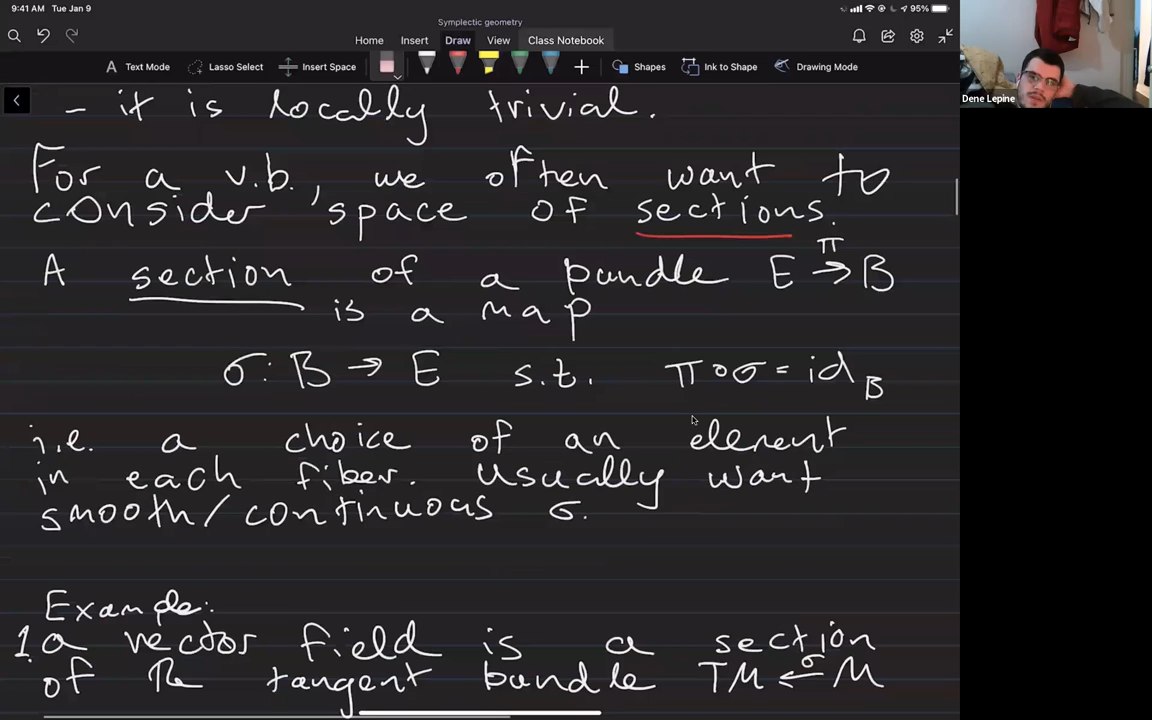 9:41 AM Tue Jan 9
95%
Symplectic geometry
Home Insert Draw View Class Notebook
Text Mode Lasso Select Insert Space Shapes Ink to Shape Drawing Mode
Dene Lepine
- it is locally trivial.
For a v.b., we often want to
consider space of sections.
A section of a bundle E π→ B
is a map
σ: B → E s.t. π∘σ = id_B
i.e. a choice of an element
in each fiber. Usually want
smooth/continuous σ.
Example:
1. a vector field is a section
of the tangent bundle TM σ← M